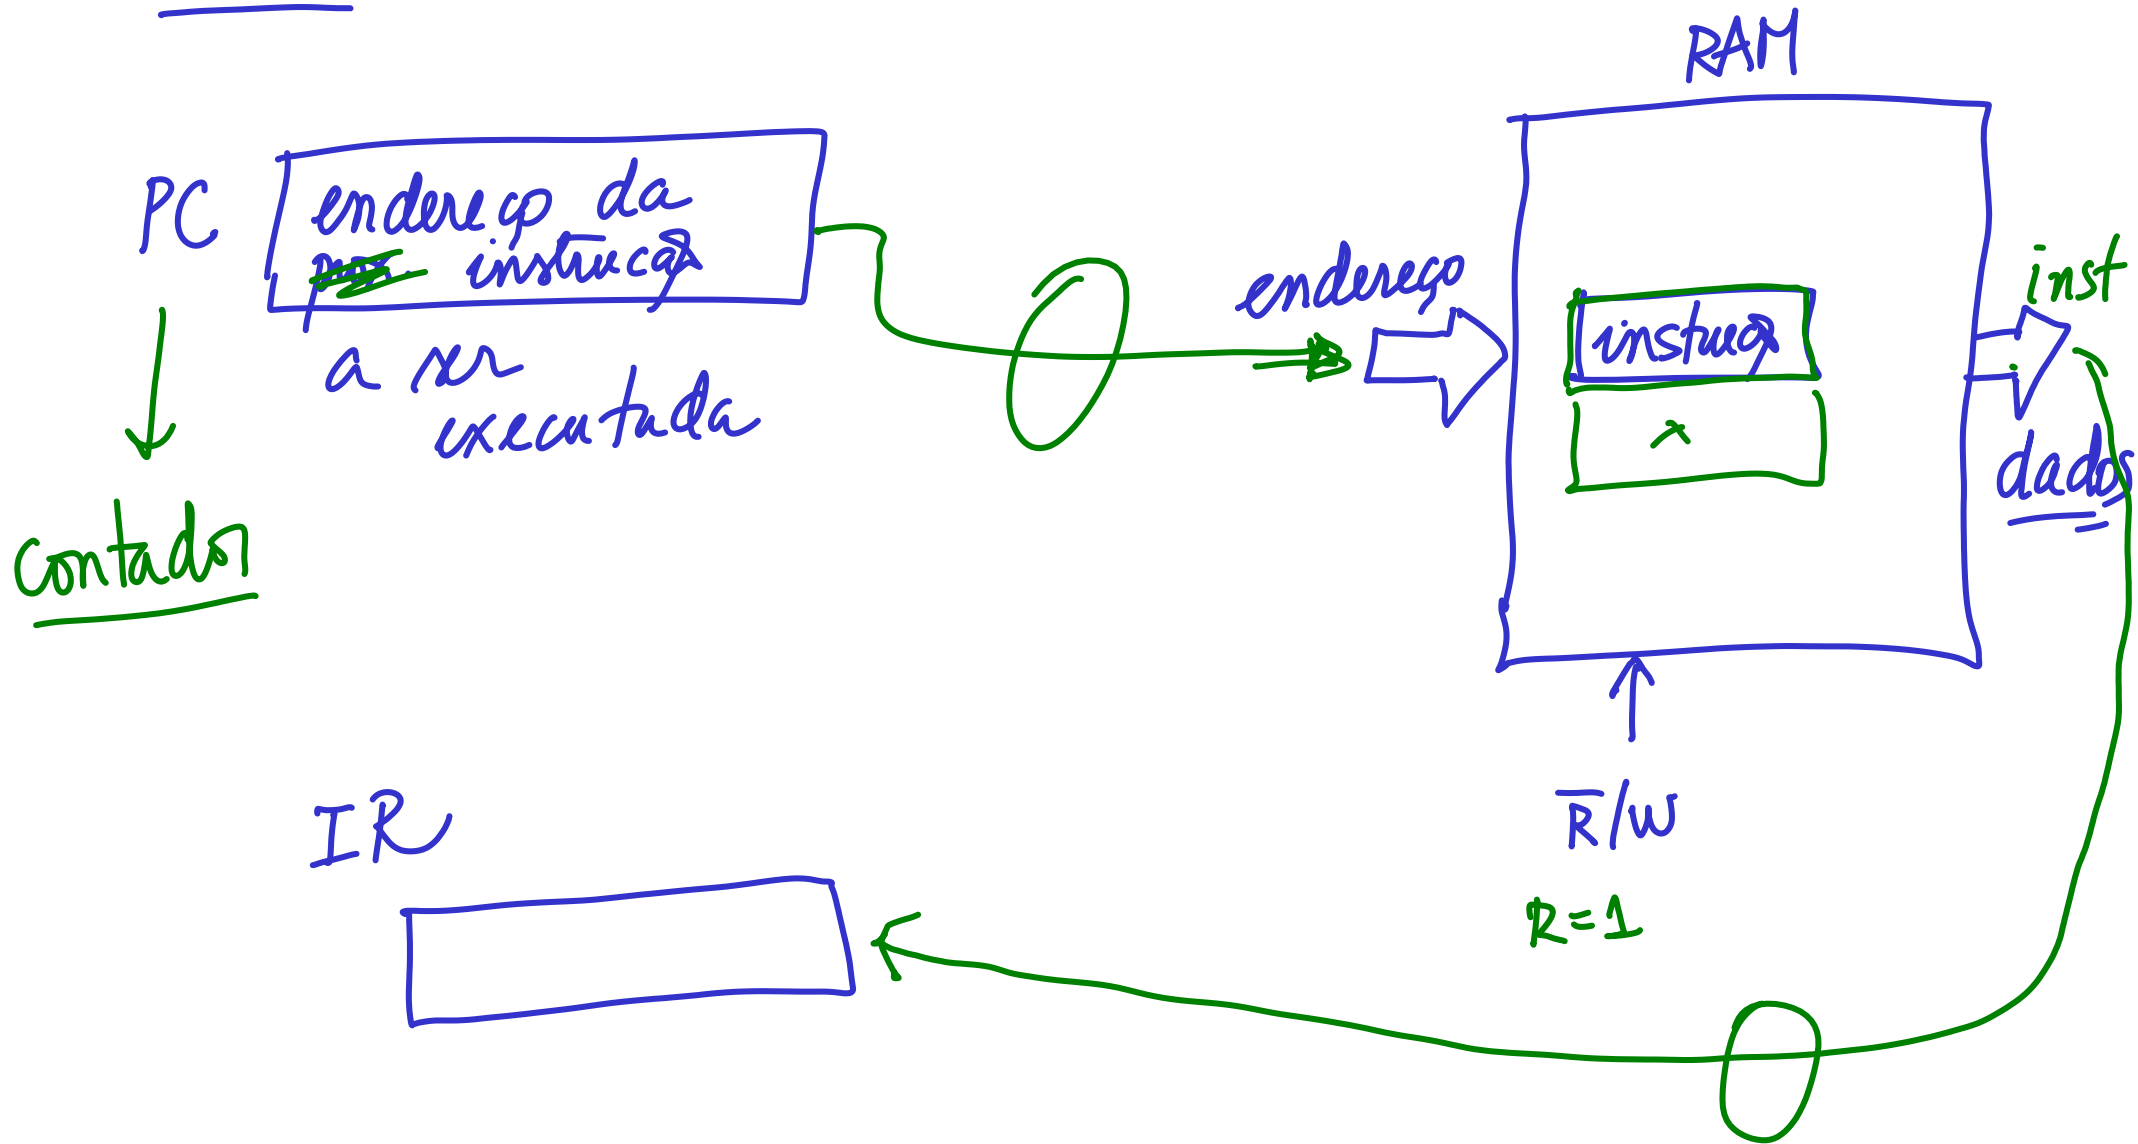 RAM
PC
endereço da
instrução
a ser
executada
contador
endereço
instrução
x
inst
dados
R̅/W
R=1
IR